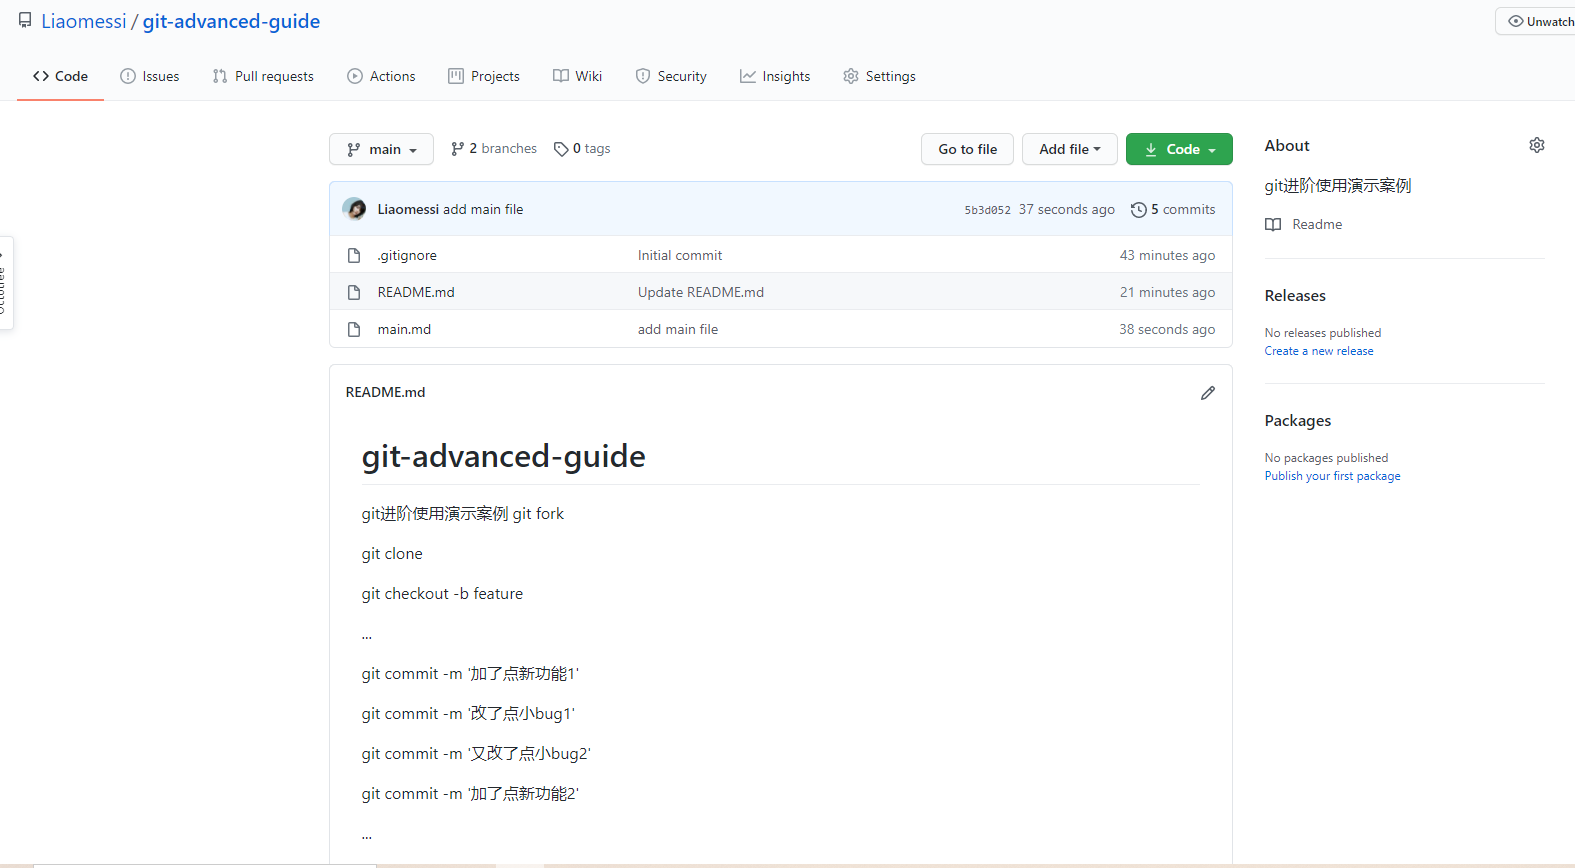 Liaomessi / git-advanced-guide
Unwatch
Code Issues Pull requests Actions Projects Wiki Security Insights Settings
main 2 branches 0 tags Go to file Add file Code
Liaomessi add main file 5b3d052 37 seconds ago 5 commits
.gitignore Initial commit 43 minutes ago
README.md Update README.md 21 minutes ago
main.md add main file 38 seconds ago
README.md
git-advanced-guide
git进阶使用演示案例 git fork
git clone
git checkout -b feature
...
git commit -m '加了点新功能1'
git commit -m '改了点小bug1'
git commit -m '又改了点小bug2'
git commit -m '加了点新功能2'
...
About
git进阶使用演示案例
Readme
Releases
No releases published
Create a new release
Packages
No packages published
Publish your first package